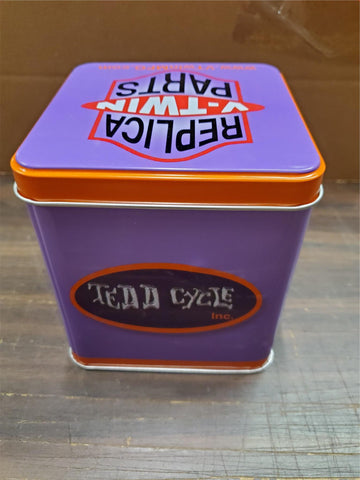 REPLICA
V-TWIN
PARTS
TEDD CYCLE
Inc.